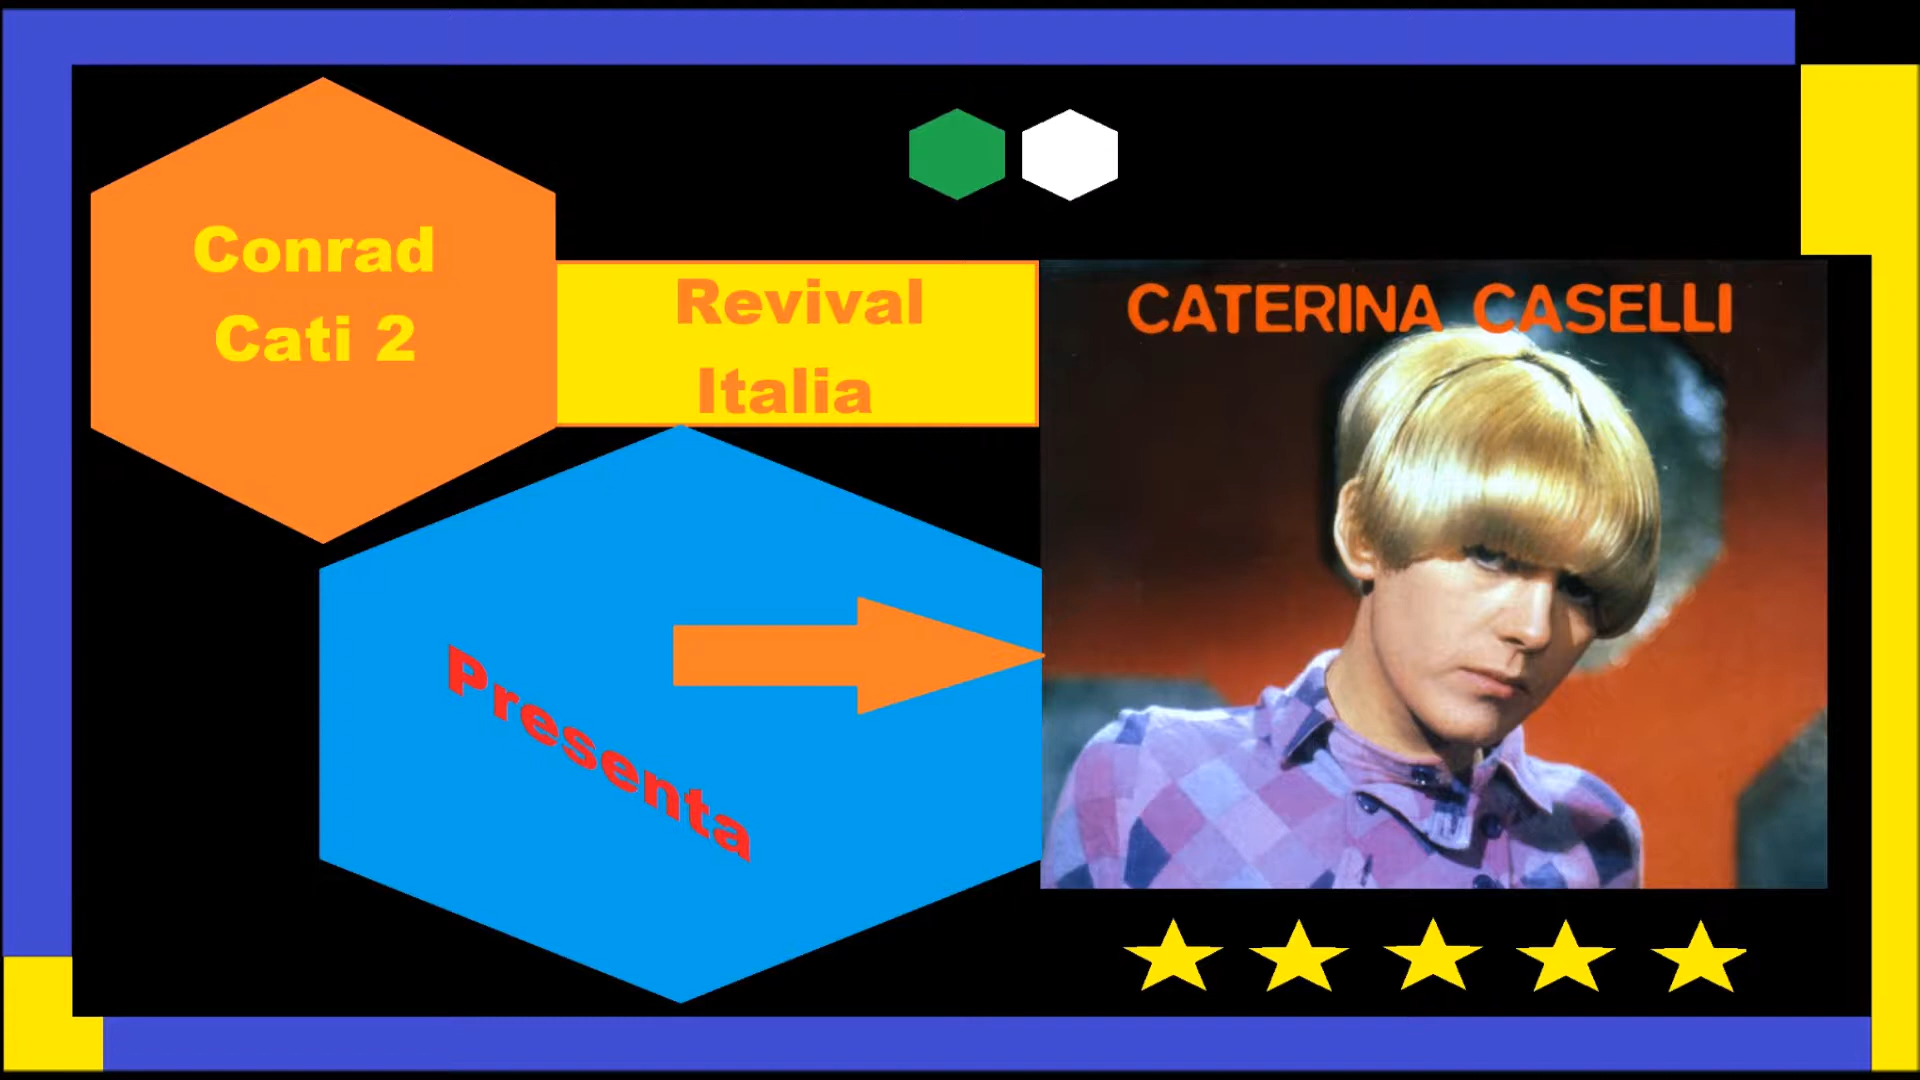 Conrad
Cati 2
Revival
Italia
CATERINA CASELLI
Presenta